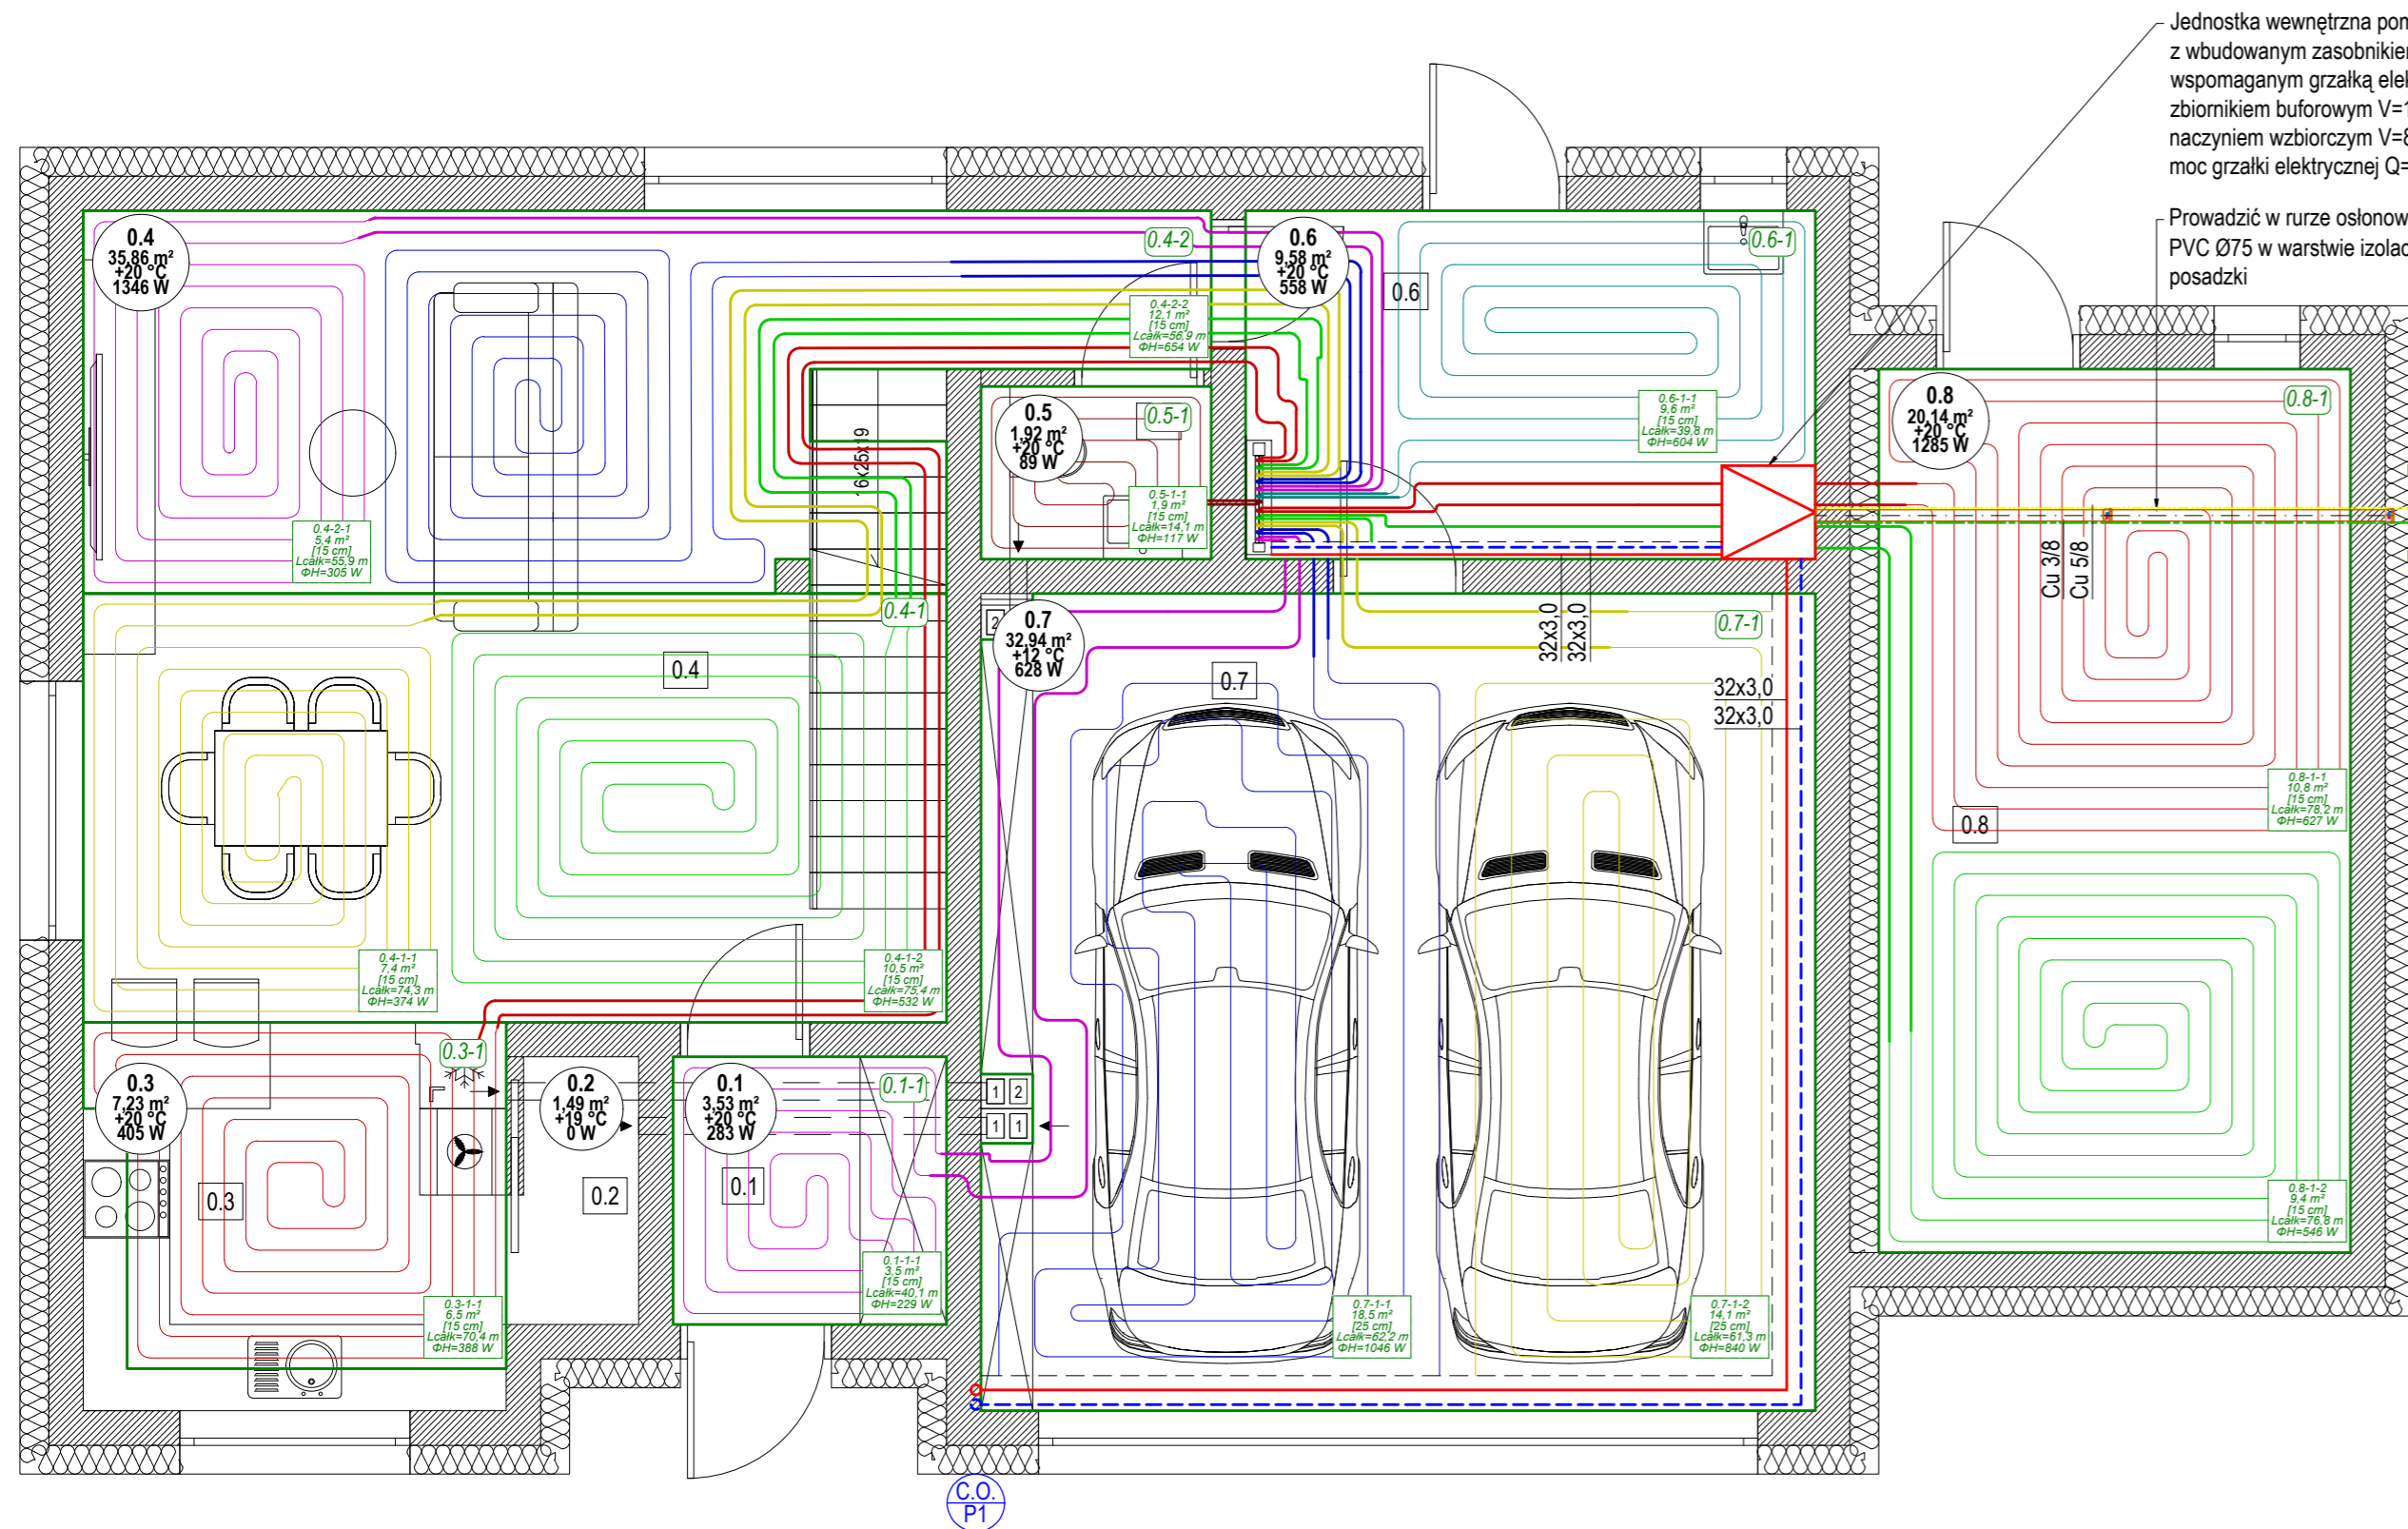 Jednostka wewnętrzna
z wbudowanym
wspomaganym grzałką
zbiornikiem buforowym
naczyniem wzbiorczym
moc grzałki elektrycznej
Prowadzić w rurze
PVC Ø75 w warstwie
posadzki
0.4
35,86 m²
+20 °C
1346 W
0.4-2
0.6
9,58 m²
+20 °C
558 W
0.6
0.6-1
0.4-2-2
12,1 m²
[15 cm]
Lcałk=56,9 m
ΦH=654 W
0.5
1,92 m²
+20 °C
89 W
0.5-1
0.6-1-1
9,6 m²
[15 cm]
Lcałk=39,8 m
ΦH=604 W
0.8
20,14 m²
+20 °C
1285 W
0.8-1
16x25x19
0.5-1-1
1,9 m²
[15 cm]
Lcałk=14,1 m
ΦH=117 W
0.4-2-1
5,4 m²
[15 cm]
Lcałk=55,9 m
ΦH=305 W
Cu 3/8
Cu 5/8
0.4-1
2
0.7
32,94 m²
+12 °C
628 W
0.7
32x3,0
32x3,0
0.7-1
0.4
32x3,0
32x3,0
0.8-1-1
10,8 m²
[15 cm]
Lcałk=78,2 m
ΦH=627 W
0.8
0.4-1-1
7,4 m²
[15 cm]
Lcałk=74,3 m
ΦH=374 W
0.4-1-2
10,5 m²
[15 cm]
Lcałk=75,4 m
ΦH=532 W
0.3-1
0.3
7,23 m²
+20 °C
405 W
0.2
1,49 m²
+19 °C
0 W
0.1
3,53 m²
+20 °C
283 W
0.1-1
1 2
1 1
0.3
0.2
0.1
0.8-1-2
9,4 m²
[15 cm]
Lcałk=76,8 m
ΦH=546 W
0.1-1-1
3,5 m²
[15 cm]
Lcałk=40,1 m
ΦH=229 W
0.3-1-1
6,5 m²
[15 cm]
Lcałk=70,4 m
ΦH=388 W
0.7-1-1
18,5 m²
[25 cm]
Lcałk=62,2 m
ΦH=1046 W
0.7-1-2
14,1 m²
[25 cm]
Lcałk=61,3 m
ΦH=840 W
C.O.
P1